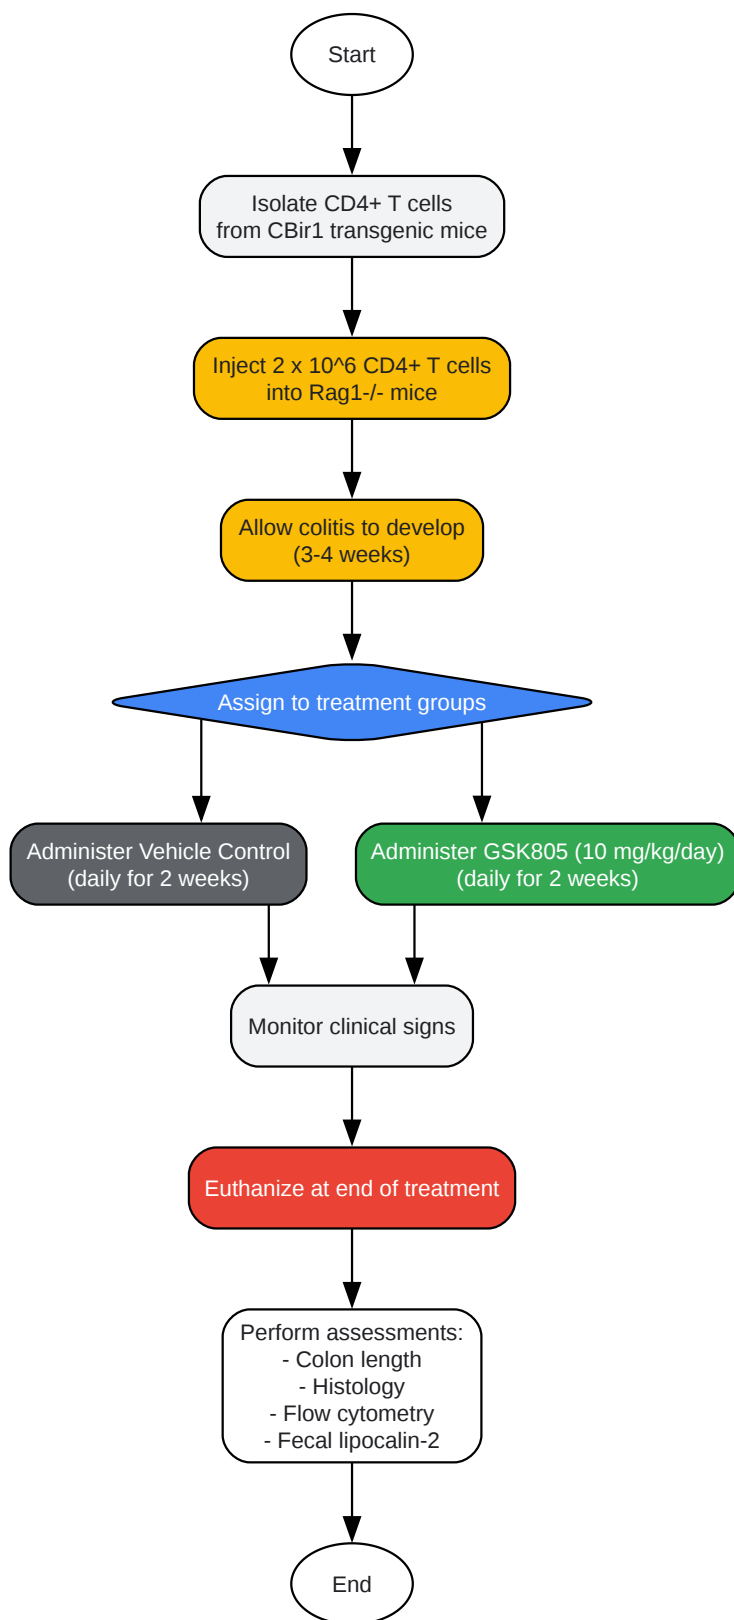 Start
Isolate CD4+ T cells
from CBir1 transgenic mice
Inject 2 x 10^6 CD4+ T cells
into Rag1-/- mice
Allow colitis to develop
(3-4 weeks)
Assign to treatment groups
Administer Vehicle Control
(daily for 2 weeks)
Administer GSK805 (10 mg/kg/day)
(daily for 2 weeks)
Monitor clinical signs
Euthanize at end of treatment
Perform assessments:
- Colon length
- Histology
- Flow cytometry
- Fecal lipocalin-2
End